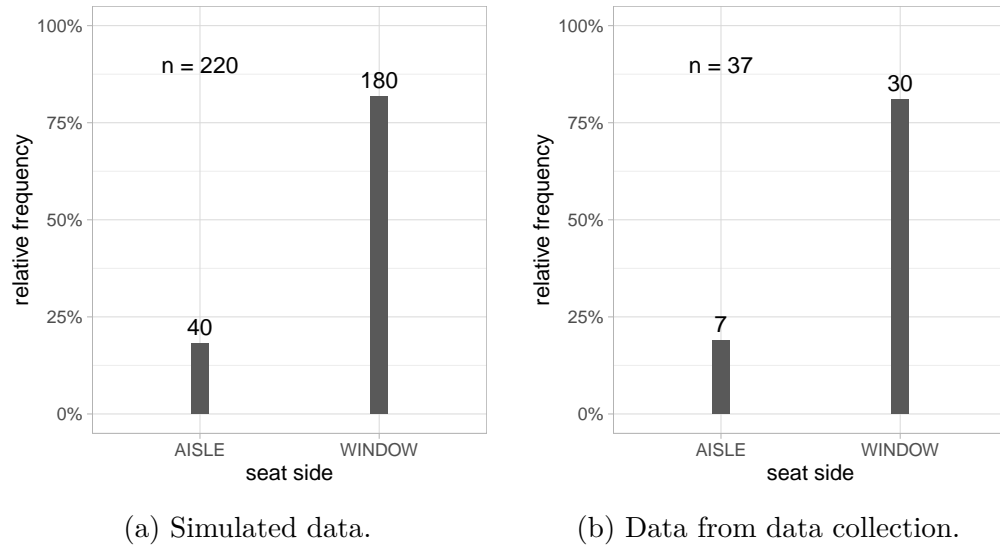 100%
75%
50%
25%
0%
relative frequency
n = 220
40
180
AISLE
WINDOW
seat side
(a) Simulated data.
100%
75%
50%
25%
0%
relative frequency
n = 37
7
30
AISLE
WINDOW
seat side
(b) Data from data collection.